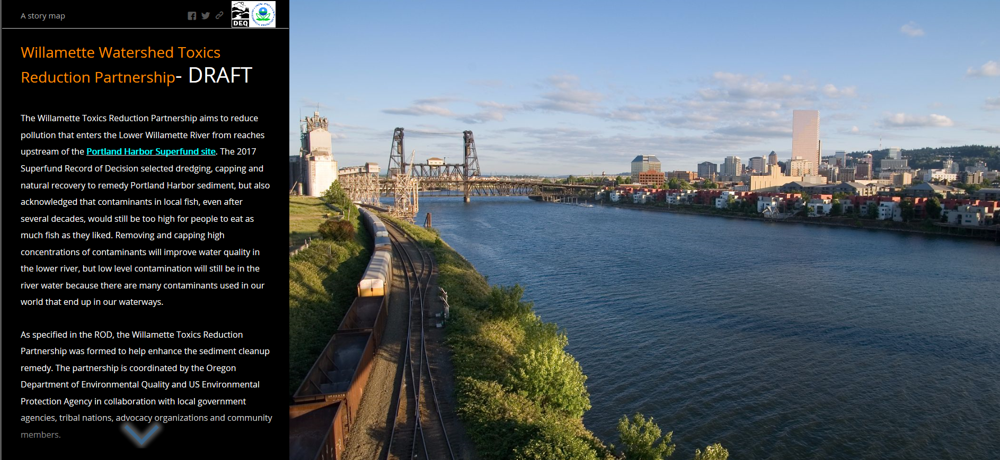 A story map
DEQ
Willamette Watershed Toxics
Reduction Partnership- DRAFT
The Willamette Toxics Reduction Partnership aims to reduce
pollution that enters the Lower Willamette River from reaches
upstream of the Portland Harbor Superfund site. The 2017
Superfund Record of Decision selected dredging, capping and
natural recovery to remedy Portland Harbor sediment, but also
acknowledged that contaminants in local fish, even after
several decades, would still be too high for people to eat as
much fish as they liked. Removing and capping high
concentrations of contaminants will improve water quality in
the lower river, but low level contamination will still be in the
river water because there are many contaminants used in our
world that end up in our waterways.
As specified in the ROD, the Willamette Toxics Reduction
Partnership was formed to help enhance the sediment cleanup
remedy. The partnership is coordinated by the Oregon
Department of Environmental Quality and US Environmental
Protection Agency in collaboration with local government
agencies, tribal nations, advocacy organizations and community
members.